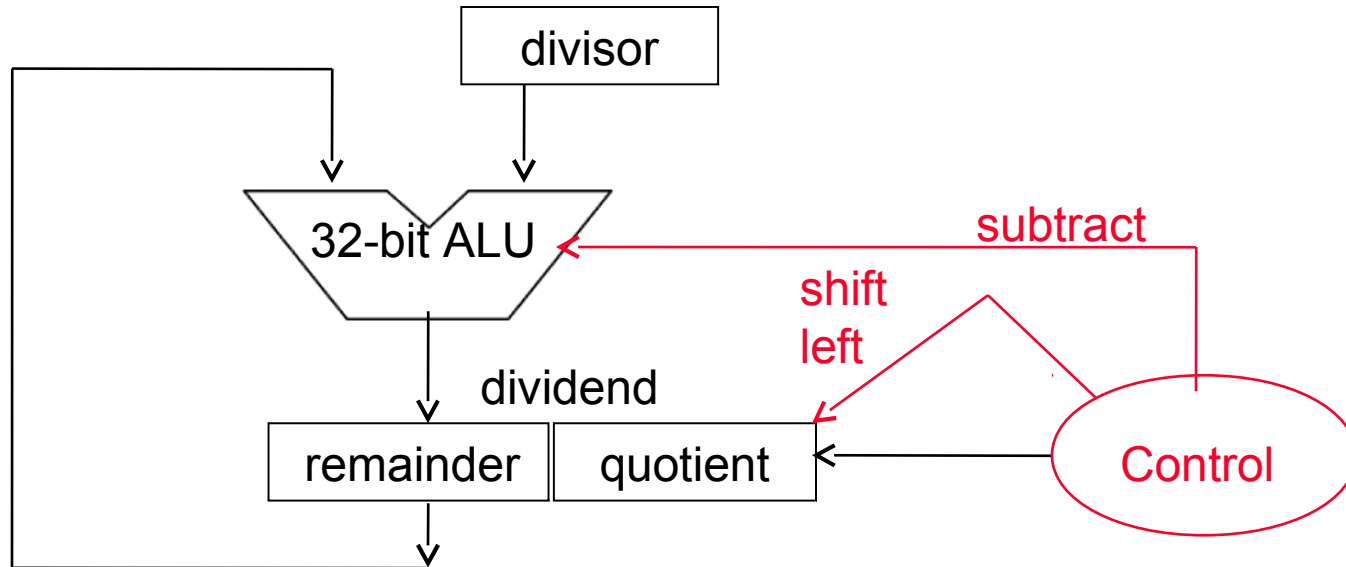 divisor
32-bit ALU
subtract
shift
left
dividend
remainder
quotient
Control